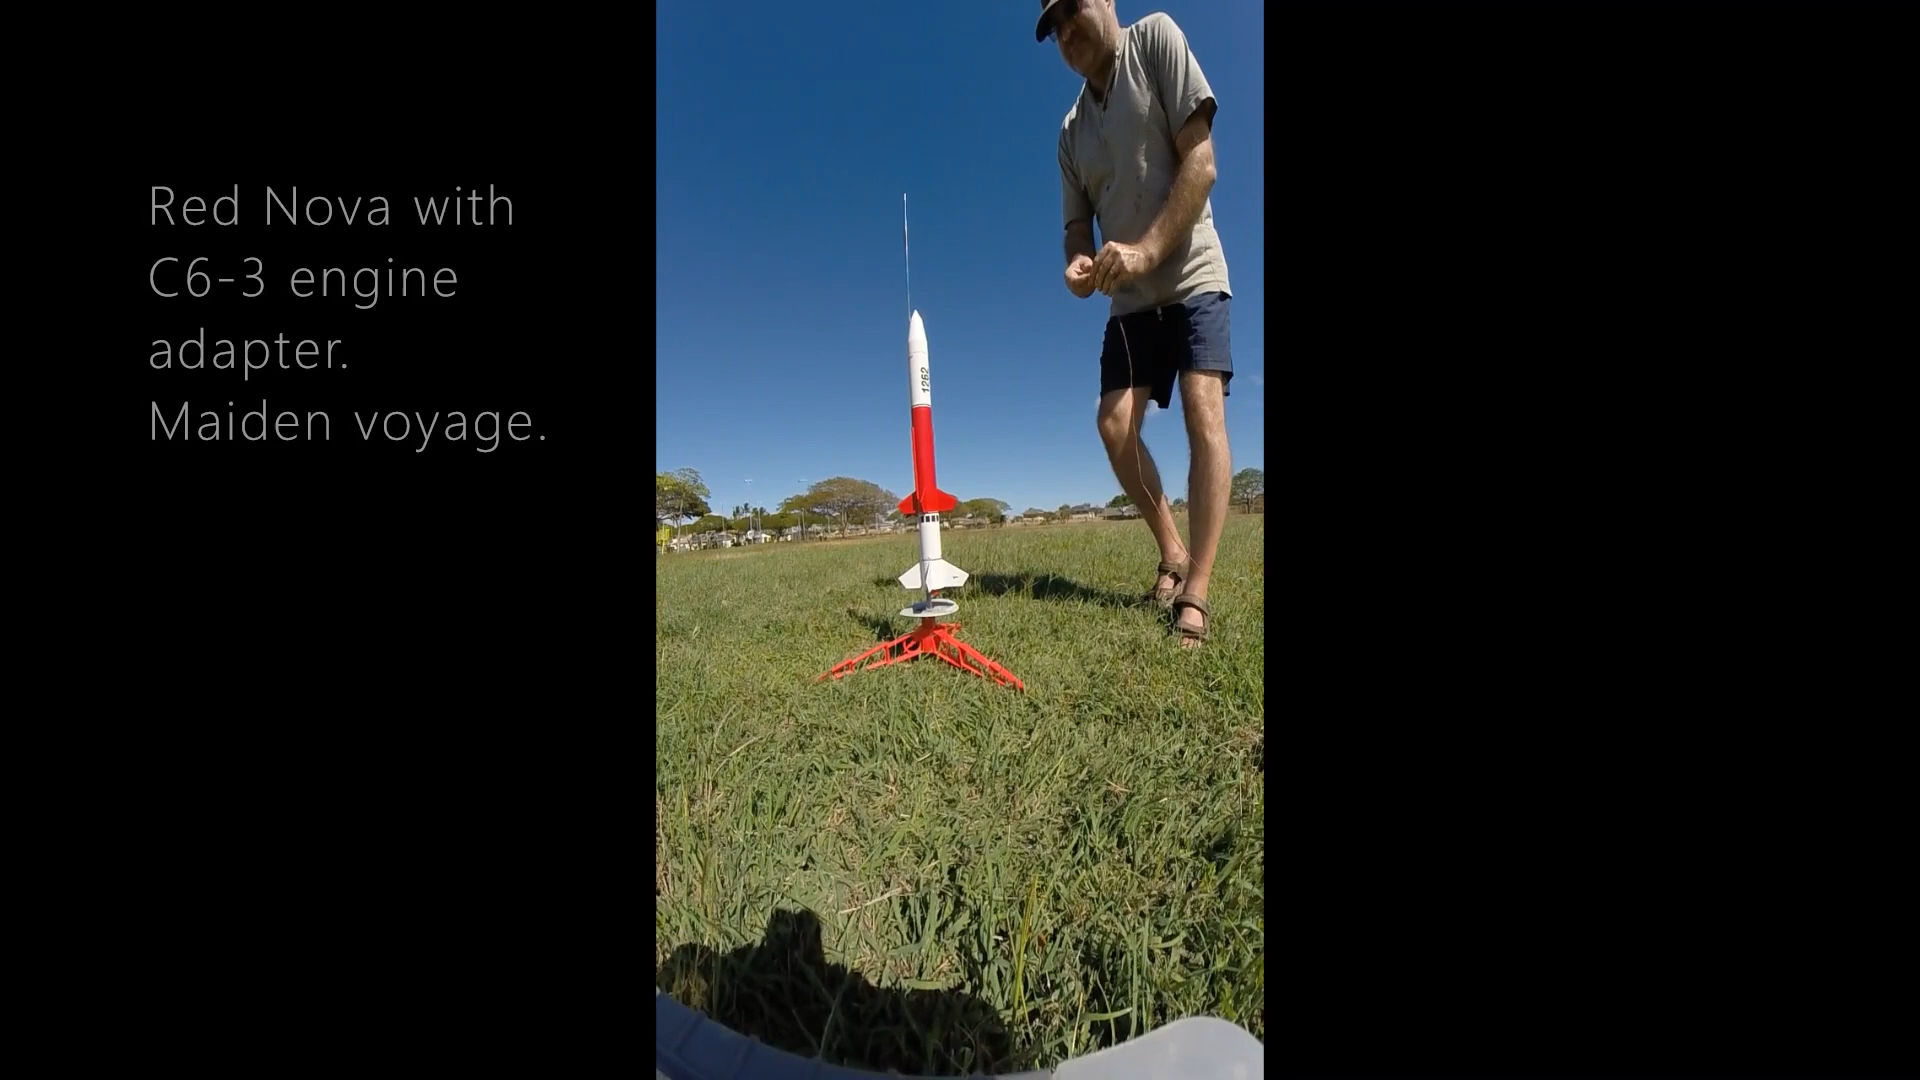 Red Nova with
C6-3 engine
adapter.
Maiden voyage.
1262